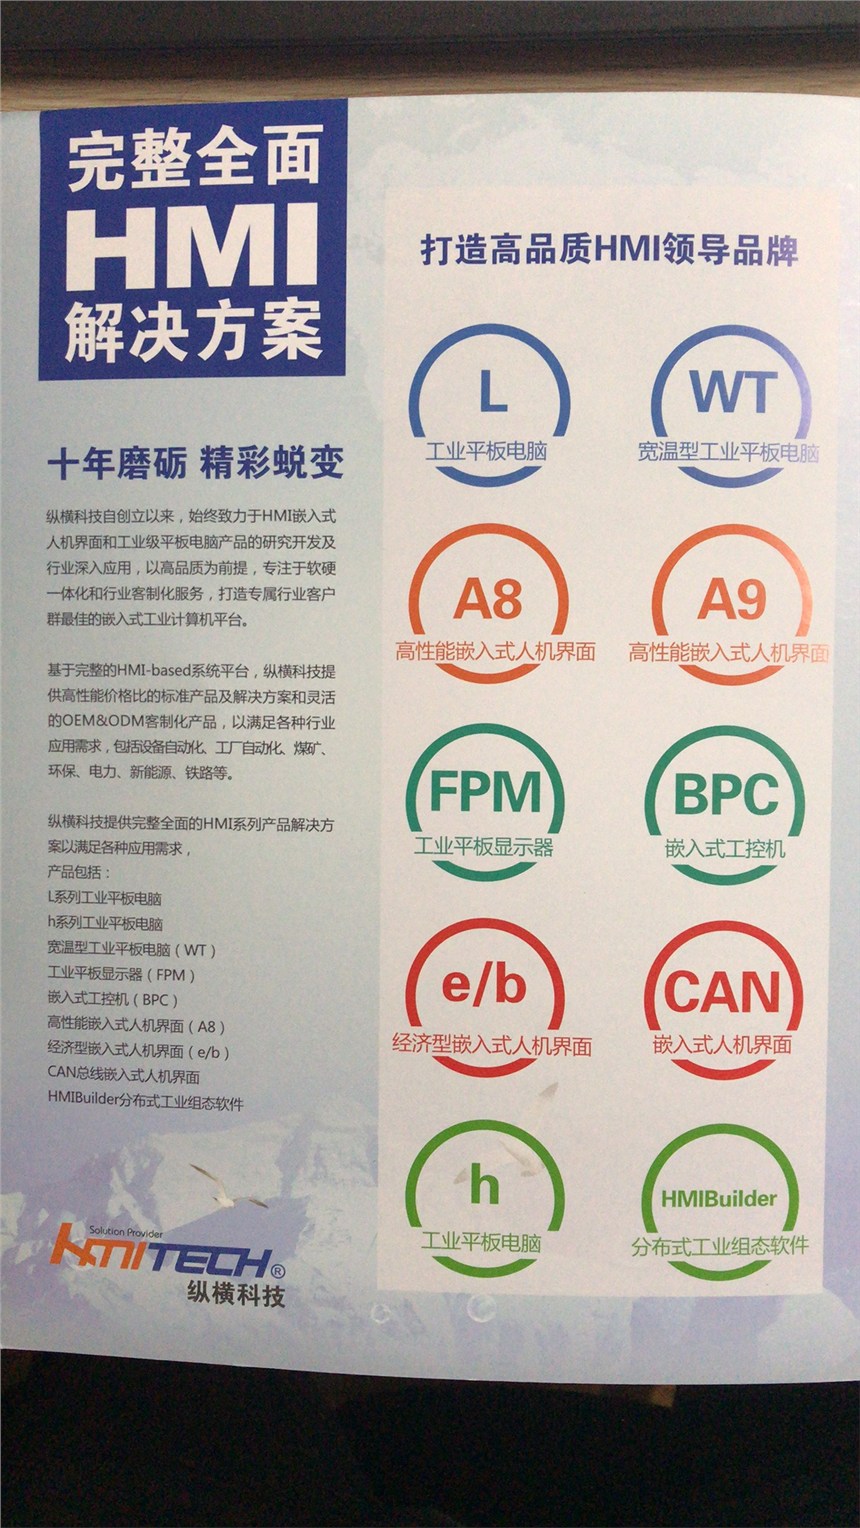 完整全面
HMI
解决方案
十年磨砺 精彩蜕变
纵横科技自创立以来，始终致力于HMI嵌入式
人机界面和工业级平板电脑产品的研究开发及
行业深入应用，以高品质为前提，专注于软硬
一体化和行业客制化服务，打造专属行业客户
群最佳的嵌入式工业计算机平台。
基于完整的HMI-based系统平台，纵横科技提
供高性能价格比的标准产品及解决方案和灵活
的OEM&ODM客制化产品，以满足各种行业
应用需求，包括设备自动化、工厂自动化、煤矿、
环保、电力、新能源、铁路等。
纵横科技提供完整全面的HMI系列产品解决方
案以满足各种应用需求，
产品包括：
L系列工业平板电脑
h系列工业平板电脑
宽温型工业平板电脑（WT）
工业平板显示器（FPM）
嵌入式工控机（BPC）
高性能嵌入式人机界面（A8）
经济型嵌入式人机界面（e/b）
CAN总线嵌入式人机界面
HMIBuilder分布式工业组态软件
Solution Provider
HMITECH®
纵横科技
打造高品质HMI领导品牌
L
工业平板电脑
WT
宽温型工业平板电脑
A8
高性能嵌入式人机界面
A9
高性能嵌入式人机界面
FPM
工业平板显示器
BPC
嵌入式工控机
e/b
经济型嵌入式人机界面
CAN
嵌入式人机界面
h
工业平板电脑
HMIBuilder
分布式工业组态软件